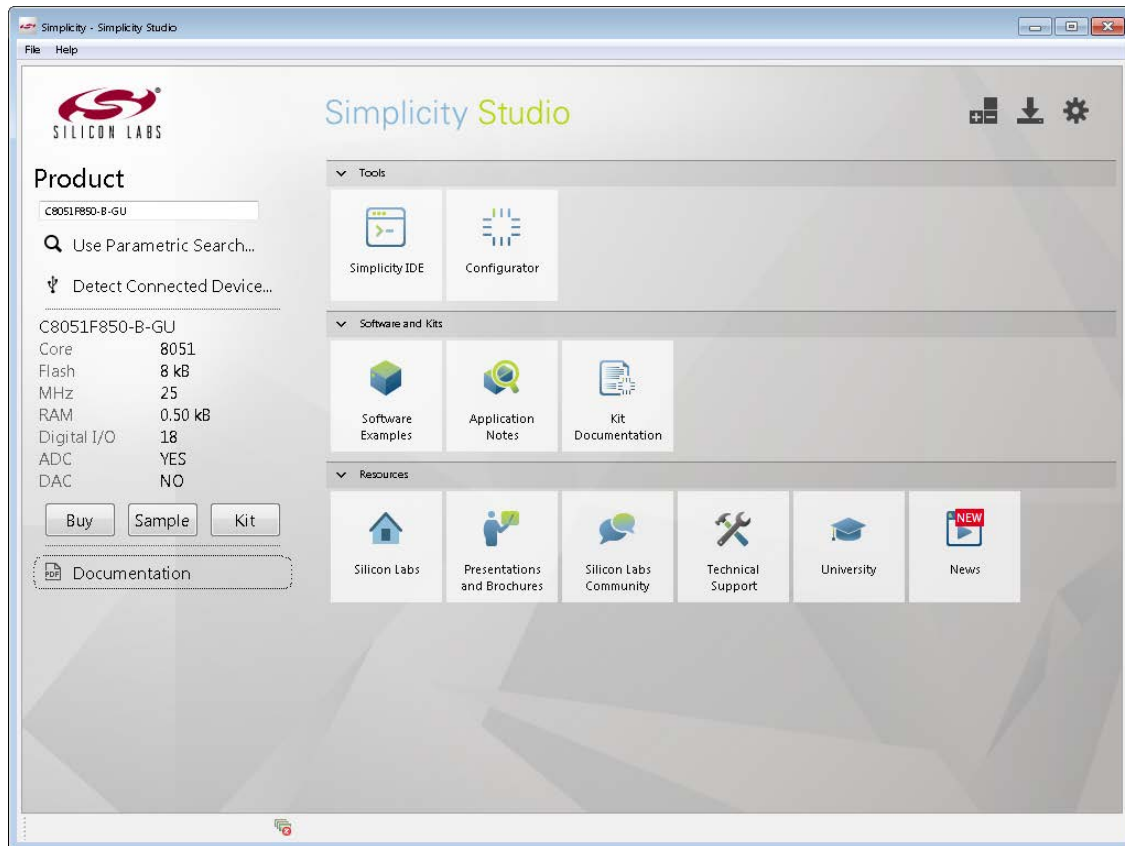 Simplicity - Simplicity Studio
File Help
SILICON LABS
Simplicity Studio
Product
C8051F850-B-GU
Use Parametric Search...
Detect Connected Device...
C8051F850-B-GU
Core 8051
Flash 8 kB
MHz 25
RAM 0.50 kB
Digital I/O 18
ADC YES
DAC NO
Buy Sample Kit
PDF Documentation
Tools
Simplicity IDE
Configurator
Software and Kits
Software
Examples
Application
Notes
Kit
Documentation
Resources
Silicon Labs
Presentations
and Brochures
Silicon Labs
Community
Technical
Support
University
NEW
News